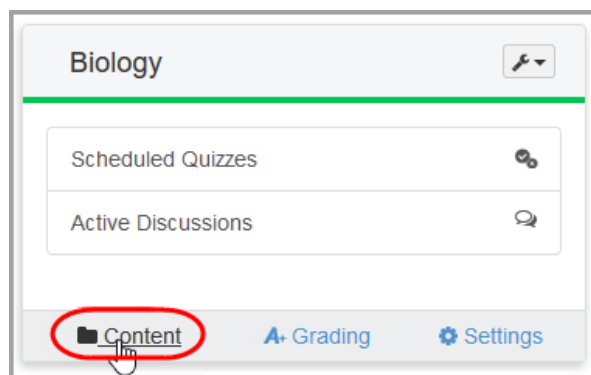 Biology
Scheduled Quizzes
Active Discussions
Content A+ Grading Settings